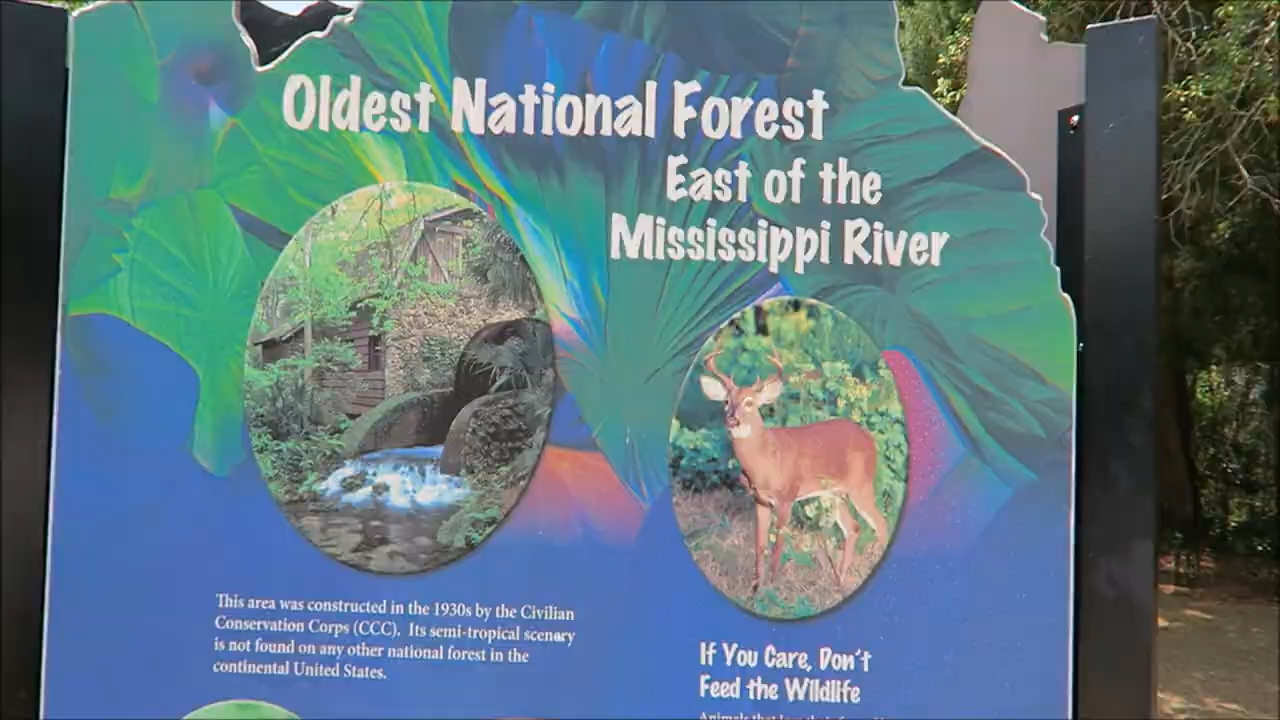 Oldest National Forest
East of the
Mississippi River
This area was constructed in the 1930s by the Civilian
Conservation Corps (CCC). Its semi-tropical scenery
is not found on any other national forest in the
continental United States.
If You Care, Don't
Feed the Wildlife
Animals that